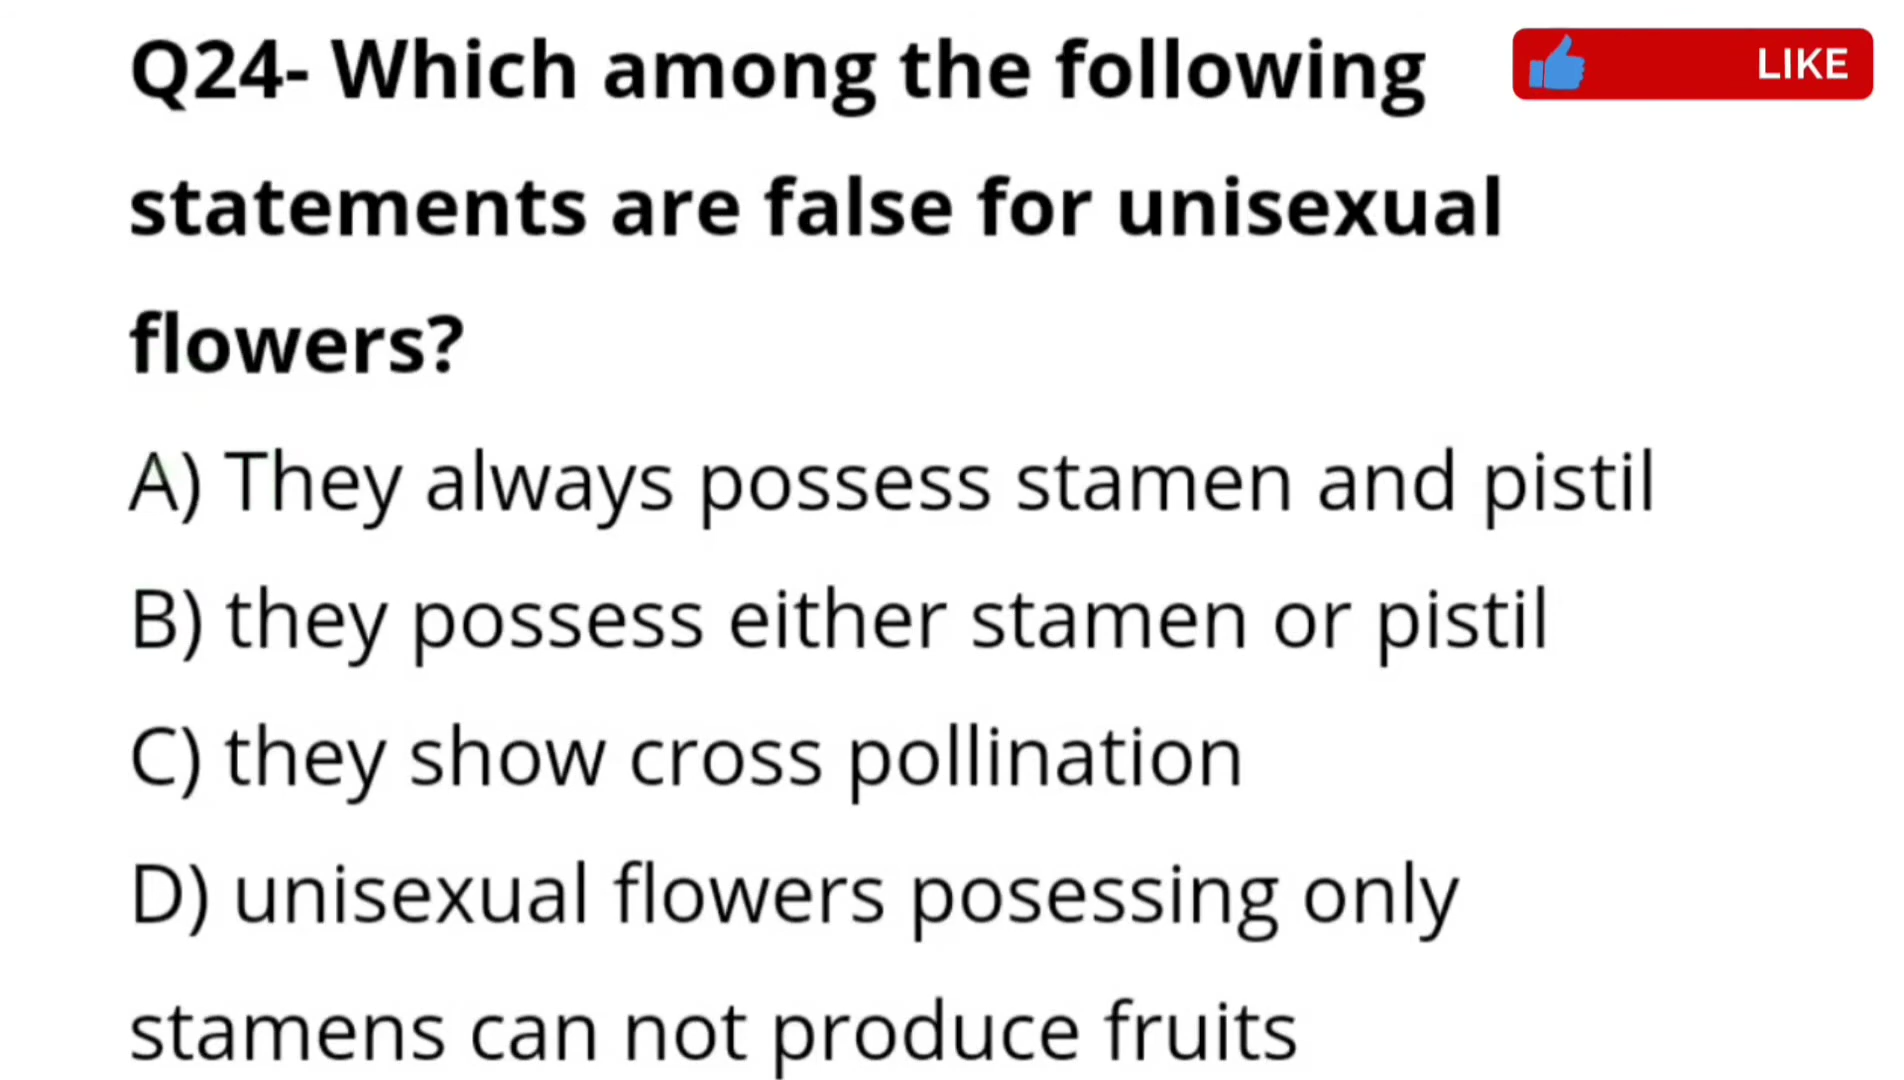 Q24- Which among the following
LIKE
statements are false for unisexual
flowers?
A) They always possess stamen and pistil
B) they possess either stamen or pistil
C) they show cross pollination
D) unisexual flowers posessing only
stamens can not produce fruits